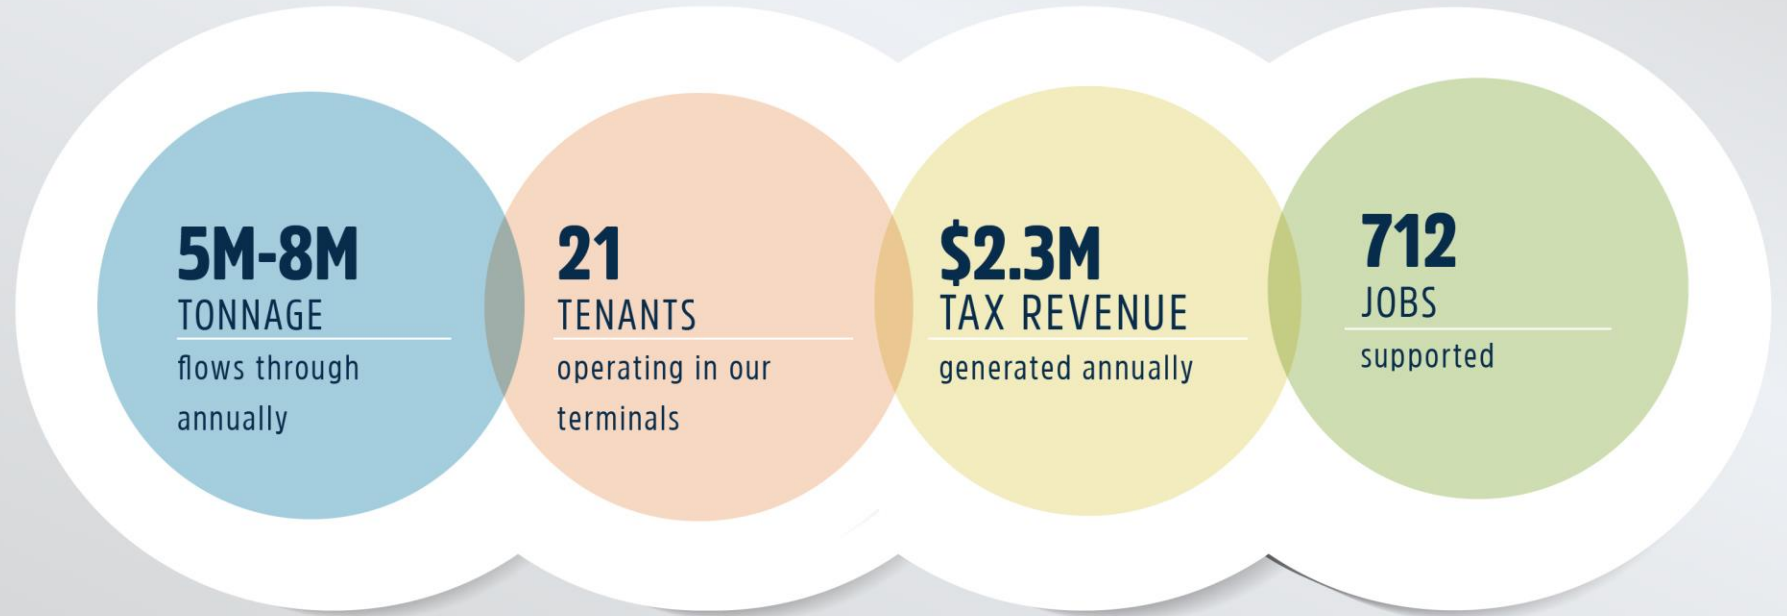 5M-8M
TONNAGE
flows through
annually
21
TENANTS
operating in our
terminals
$2.3M
TAX REVENUE
generated annually
712
JOBS
supported